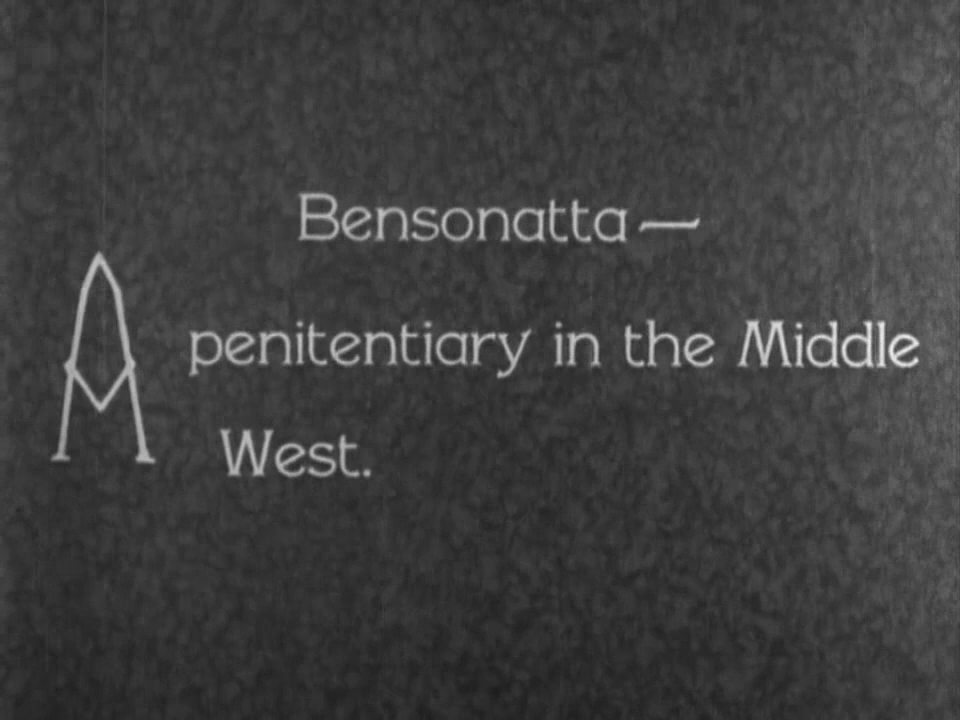 Bensonatta—
A penitentiary in the Middle
West.